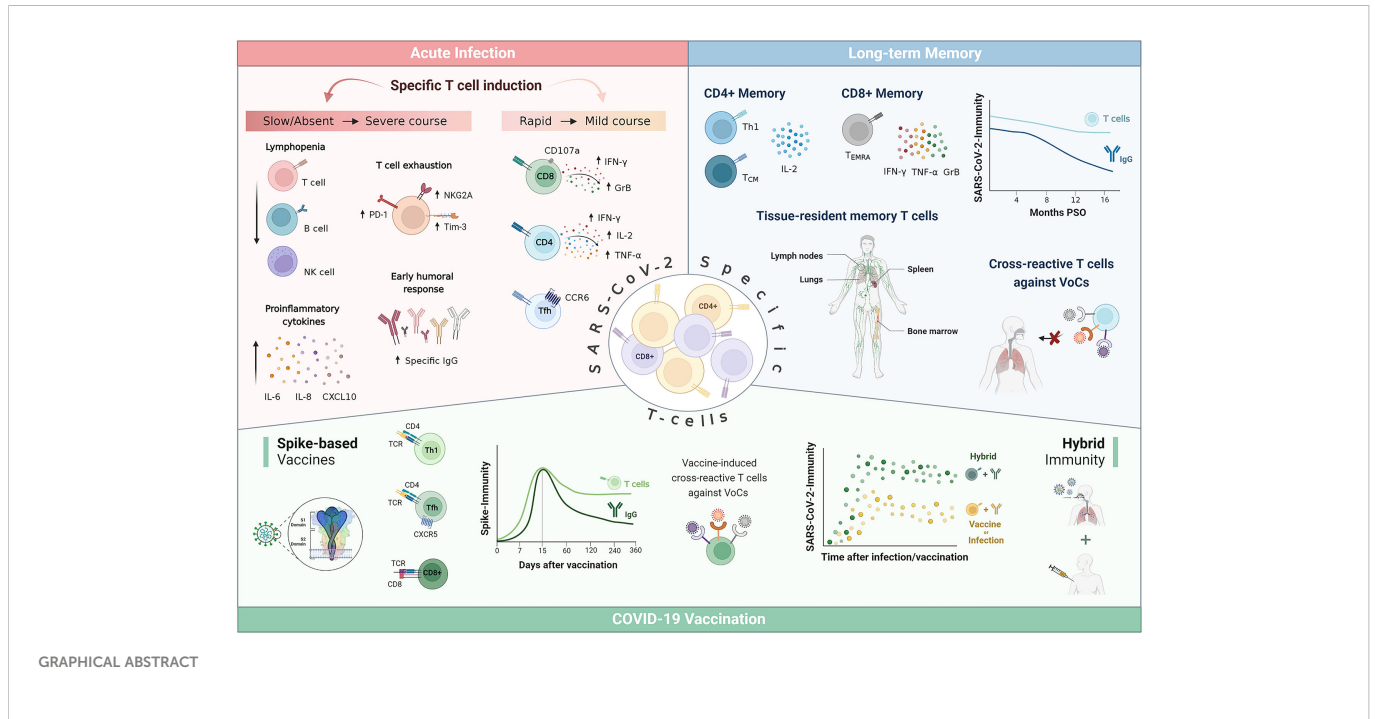 Acute Infection
Long-term Memory
Specific T cell induction
Slow/Absent → Severe course
Rapid → Mild course
Lymphopenia
T cell
B cell
NK cell
T cell exhaustion
↑ NKG2A
↑ PD-1
↑ Tim-3
Proinflammatory
cytokines
IL-6 IL-8 CXCL10
Early humoral
response
↑ Specific IgG
CD107a
CD8
↑ IFN-γ
↑ GrB
CD4
↑ IFN-γ
↑ IL-2
↑ TNF-α
Tfh
CCR6
CD4+ Memory
Th1
TCM
IL-2
CD8+ Memory
TEMRA
IFN-γ TNF-α GrB
SARS-CoV-2-Immunity
T cells
IgG
4 8 12 16
Months PSO
Tissue-resident memory T cells
Lymph nodes
Lungs
Spleen
Bone marrow
Cross-reactive T cells
against VoCs
SARS-CoV-2 Specific
T-cells
CD4+
CD8+
Spike-based
Vaccines
S1
Domain
S2
Domain
CD4
TCR
Th1
CD4
TCR
Tfh
CXCR5
TCR
CD8+
CD8
Spike-Immunity
T cells
IgG
0 7 15 60 120 240 360
Days after vaccination
Vaccine-induced
cross-reactive T cells
against VoCs
SARS-CoV-2-Immunity
Hybrid
+
+
Vaccine
or
Infection
Time after infection/vaccination
Hybrid
Immunity
+
COVID-19 Vaccination
GRAPHICAL ABSTRACT